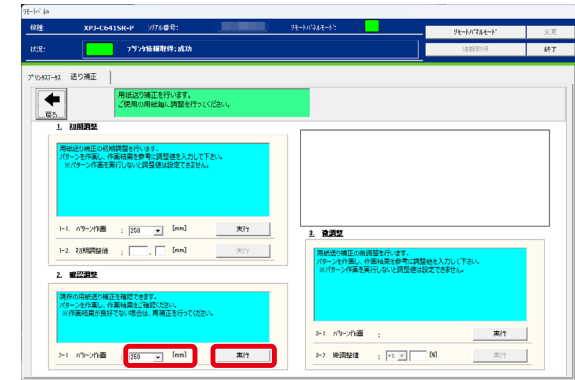 ﾘﾓｰﾄﾊﾟﾈﾙ
機種: XPJ-C641SR-P ｼﾘｱﾙ番号: ﾘﾓｰﾄﾊﾟﾈﾙﾓｰﾄﾞ: ﾘﾓｰﾄﾊﾟﾈﾙﾓｰﾄﾞ 変更
状況: ﾌﾟﾘﾝﾀ情報取得:成功 情報取得 終了
ﾌﾟﾘﾝﾀｽﾃｰﾀｽ 送り補正
戻る
用紙送り補正を行います。
ご使用の用紙毎に調整を行ってください。
1. 初期調整
用紙送り補正の初期調整を行います。
パターンを作画し、作画結果を参考に調整値を入力して下さい。
※パターン作画を実行しないと調整値は設定できません。
1-1. ﾊﾟﾀｰﾝ作画 : 250 [mm] 実行
1-2. 初期調整値 : . [mm] 実行
2. 確認調整
現在の用紙送り補正を確認できます。
パターンを作画し、作画結果をご確認ください。
※作画結果が良好でない場合は、再補正を行ってください。
2-1 ﾊﾟﾀｰﾝ作画 : 250 [mm] 実行
3. 微調整
用紙送り補正の微調整を行います。
パターンを作画し、作画結果を参考に調整値を入力して下さい。
※パターン作画を実行しないと調整値は設定できません。
3-1 ﾊﾟﾀｰﾝ作画 : 実行
3-2 微調整値 : +0 [%] 実行